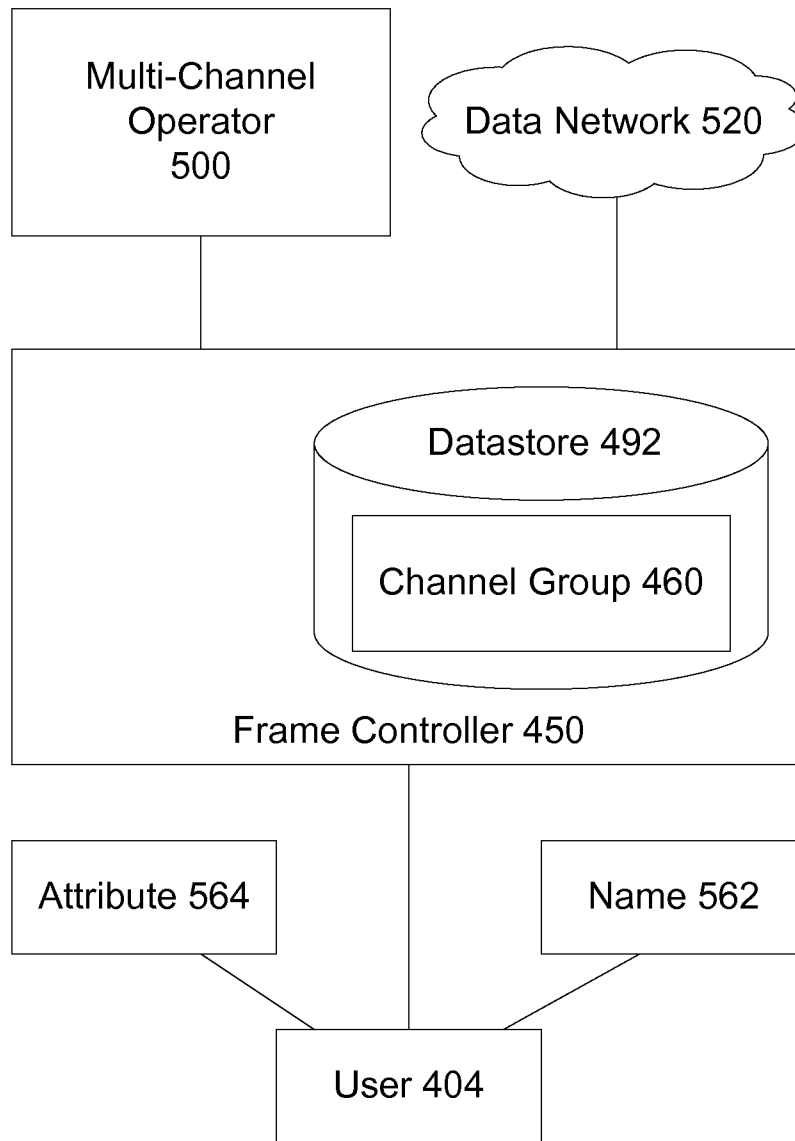 Multi-Channel
Operator
500
Data Network 520
Datastore 492
Channel Group 460
Frame Controller 450
Attribute 564
Name 562
User 404